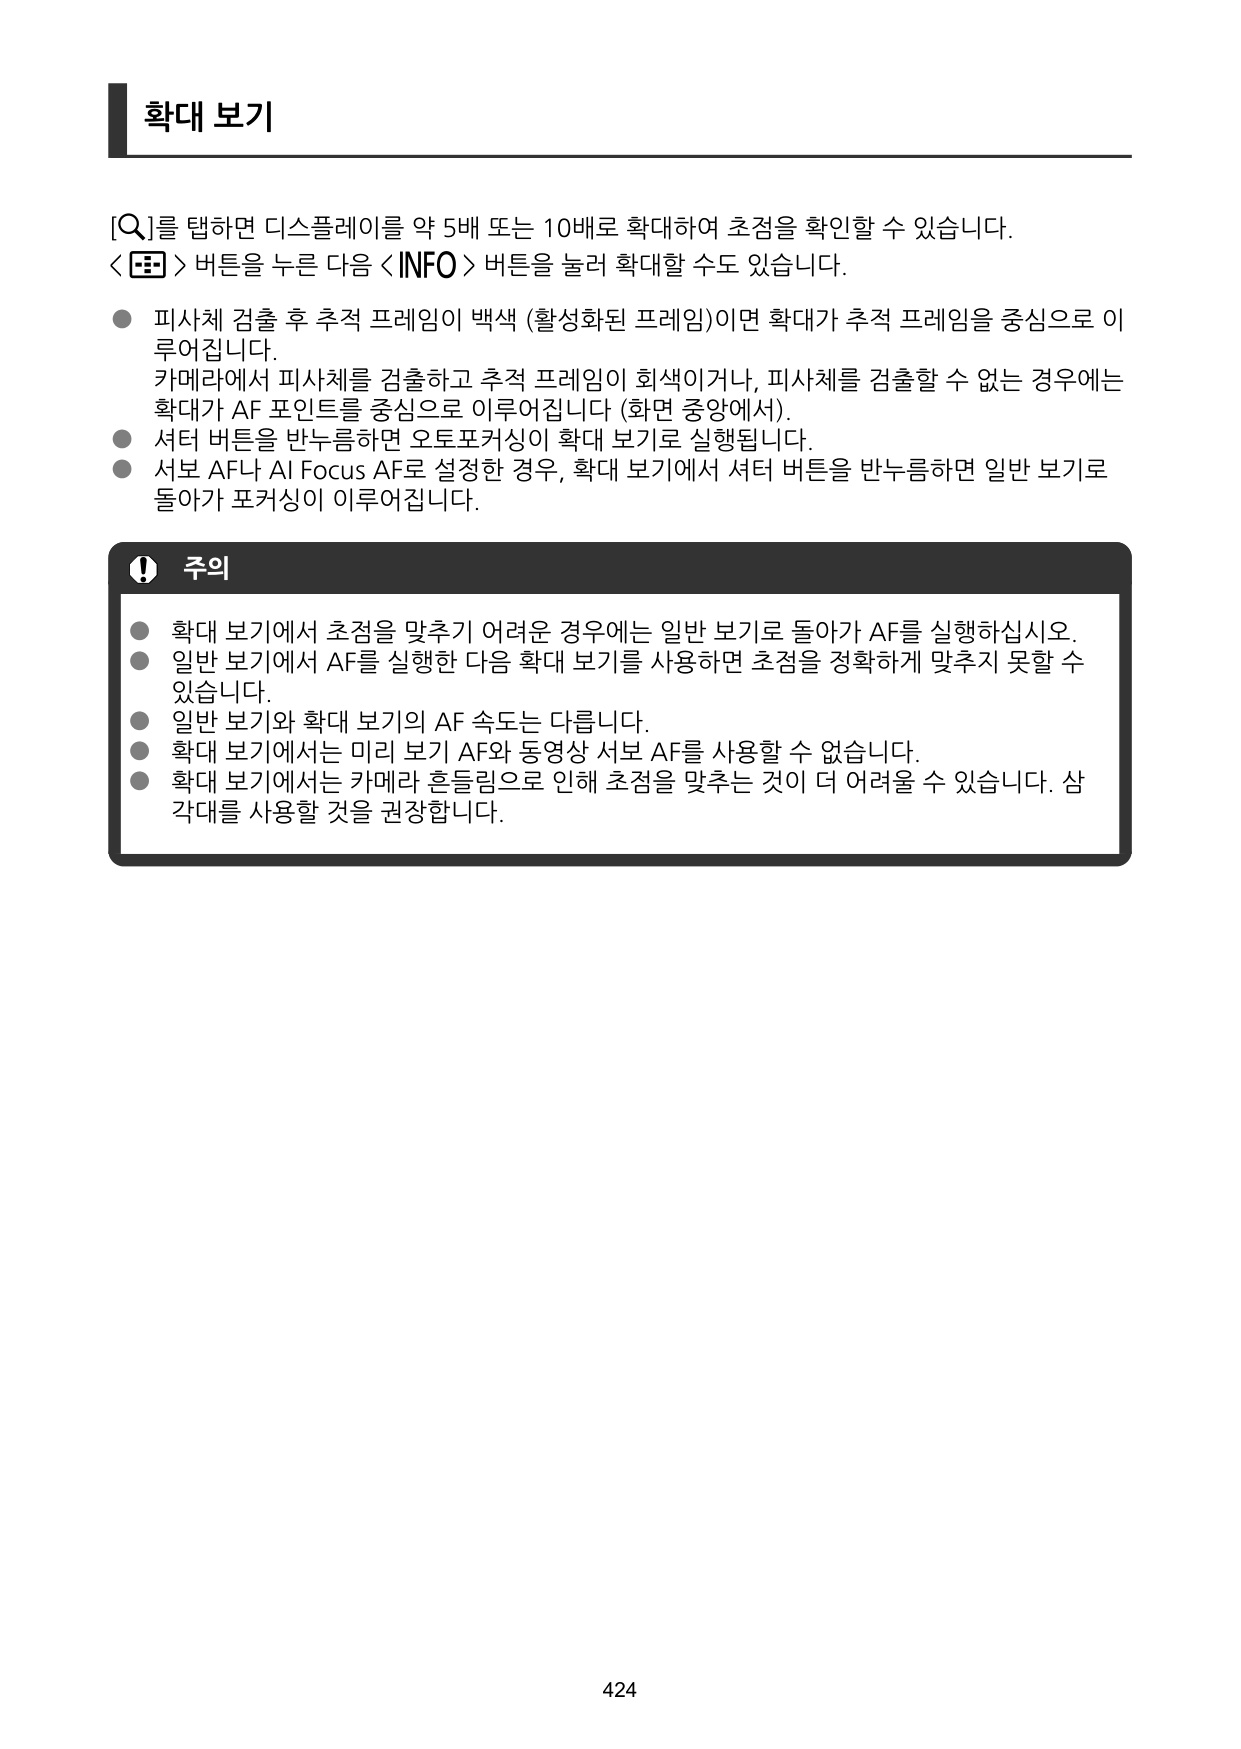 확대 보기
[]를 탭하면 디스플레이를 약 5배 또는 10배로 확대하여 초점을 확인할 수 있습니다.
< > 버튼을 누른 다음 <INFO> 버튼을 눌러 확대할 수도 있습니다.
● 피사체 검출 후 추적 프레임이 백색 (활성화된 프레임)이면 확대가 추적 프레임을 중심으로 이
루어집니다.
카메라에서 피사체를 검출하고 추적 프레임이 회색이거나, 피사체를 검출할 수 없는 경우에는
확대가 AF 포인트를 중심으로 이루어집니다 (화면 중앙에서).
● 셔터 버튼을 반누름하면 오토포커싱이 확대 보기로 실행됩니다.
● 서보 AF나 AI Focus AF로 설정한 경우, 확대 보기에서 셔터 버튼을 반누름하면 일반 보기로
돌아가 포커싱이 이루어집니다.
주의
● 확대 보기에서 초점을 맞추기 어려운 경우에는 일반 보기로 돌아가 AF를 실행하십시오.
● 일반 보기에서 AF를 실행한 다음 확대 보기를 사용하면 초점을 정확하게 맞추지 못할 수
있습니다.
● 일반 보기와 확대 보기의 AF 속도는 다릅니다.
● 확대 보기에서는 미리 보기 AF와 동영상 서보 AF를 사용할 수 없습니다.
● 확대 보기에서는 카메라 흔들림으로 인해 초점을 맞추는 것이 더 어려울 수 있습니다. 삼
각대를 사용할 것을 권장합니다.
424